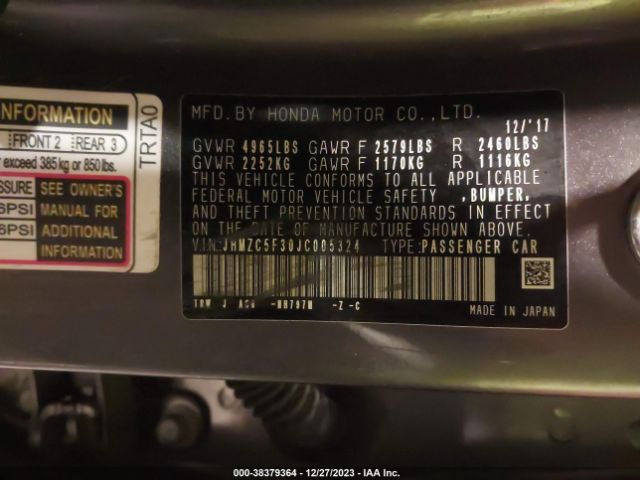 INFORMATION
FRONT 2 REAR 3
exceed 385 kg or 850 lbs.
SSURE SEE OWNER'S
6PSI MANUAL FOR
6PSI ADDITIONAL
INFORMATION
TRTA0
MFD. BY HONDA MOTOR CO., LTD.
12/'17
GVWR 4965LBS GAWR F 2579LBS R 2460LBS
GVWR 2252KG GAWR F 1170KG R 1116KG
THIS VEHICLE CONFORMS TO ALL APPLICABLE
FEDERAL MOTOR VEHICLE SAFETY ,BUMPER,
AND THEFT PREVENTION STANDARDS IN EFFECT
ON THE DATE OF MANUFACTURE SHOWN ABOVE.
VIN:JHMZC5F30JC005324 TYPE:PASSENGER CAR
-NH797M -Z -C
MADE IN JAPAN
000-38379364 - 12/27/2023 - IAA Inc.